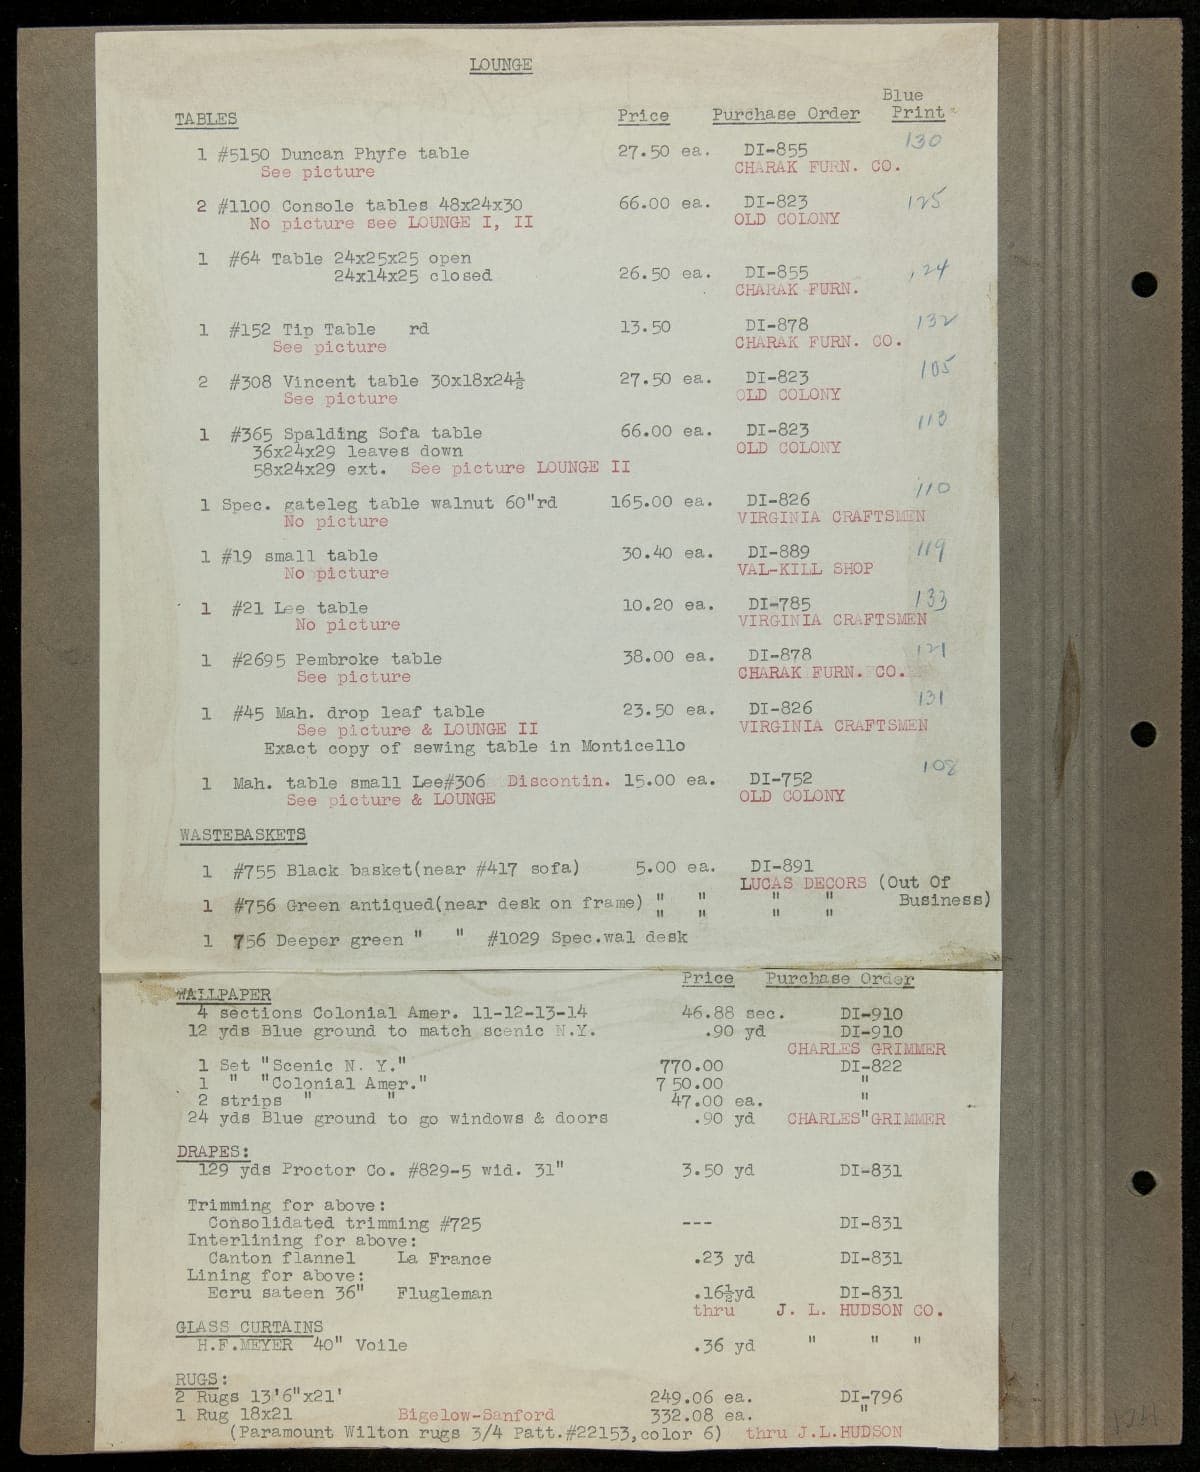 LOUNGE
Blue
TABLES Price Purchase Order Print
1 #5150 Duncan Phyfe table 27.50 ea. DI-855 130
See picture CHARAK FURN. CO.
2 #1100 Console tables 48x24x30 66.00 ea. DI-823 125
No picture see LOUNGE I, II OLD COLONY
1 #64 Table 24x25x25 open
24x14x25 closed 26.50 ea. DI-855 124
CHARAK FURN.
1 #152 Tip Table rd 13.50 DI-878 132
See picture CHARAK FURN. CO.
2 #308 Vincent table 30x18x24½ 27.50 ea. DI-823 105
See picture OLD COLONY
1 #365 Spalding Sofa table 66.00 ea. DI-823 113
36x24x29 leaves down OLD COLONY
58x24x29 ext. See picture LOUNGE II
1 Spec. gateleg table walnut 60"rd 165.00 ea. DI-826 110
No picture VIRGINIA CRAFTSMEN
1 #19 small table 30.40 ea. DI-889 119
No picture VAL-KILL SHOP
1 #21 Lee table 10.20 ea. DI-785 133
No picture VIRGINIA CRAFTSMEN
1 #2695 Pembroke table 38.00 ea. DI-878 121
See picture CHARAK FURN. CO.
1 #45 Mah. drop leaf table 23.50 ea. DI-826 131
See picture & LOUNGE II VIRGINIA CRAFTSMEN
Exact copy of sewing table in Monticello
1 Mah. table small Lee#306 Discontin. 15.00 ea. DI-752 108
See picture & LOUNGE OLD COLONY
WASTEBASKETS
1 #755 Black basket(near #417 sofa) 5.00 ea. DI-891
LUCAS DECORS (Out Of
1 #756 Green antiqued(near desk on frame) " " " " Business)
" " " "
1 756 Deeper green " " #1029 Spec.wal desk
Price Purchase Order
WALLPAPER
4 sections Colonial Amer. 11-12-13-14 46.88 sec. DI-910
12 yds Blue ground to match scenic N.Y. .90 yd DI-910
CHARLES GRIMMER
1 Set "Scenic N. Y." 770.00 DI-822
1 " "Colonial Amer." 750.00 "
2 strips " " 47.00 ea. "
24 yds Blue ground to go windows & doors .90 yd CHARLES"GRIMMER
DRAPES:
129 yds Proctor Co. #829-5 wid. 31" 3.50 yd DI-831
Trimming for above:
Consolidated trimming #725 --- DI-831
Interlining for above:
Canton flannel La France .23 yd DI-831
Lining for above:
Ecru sateen 36" Flugleman .16½yd DI-831
thru J. L. HUDSON CO.
GLASS CURTAINS
H.F.MEYER 40" Voile .36 yd " " "
RUGS:
2 Rugs 13'6"x21' 249.06 ea. DI-796
1 Rug 18x21 Bigelow-Sanford 332.08 ea. "
(Paramount Wilton rugs 3/4 Patt.#22153,color 6) thru J.L.HUDSON